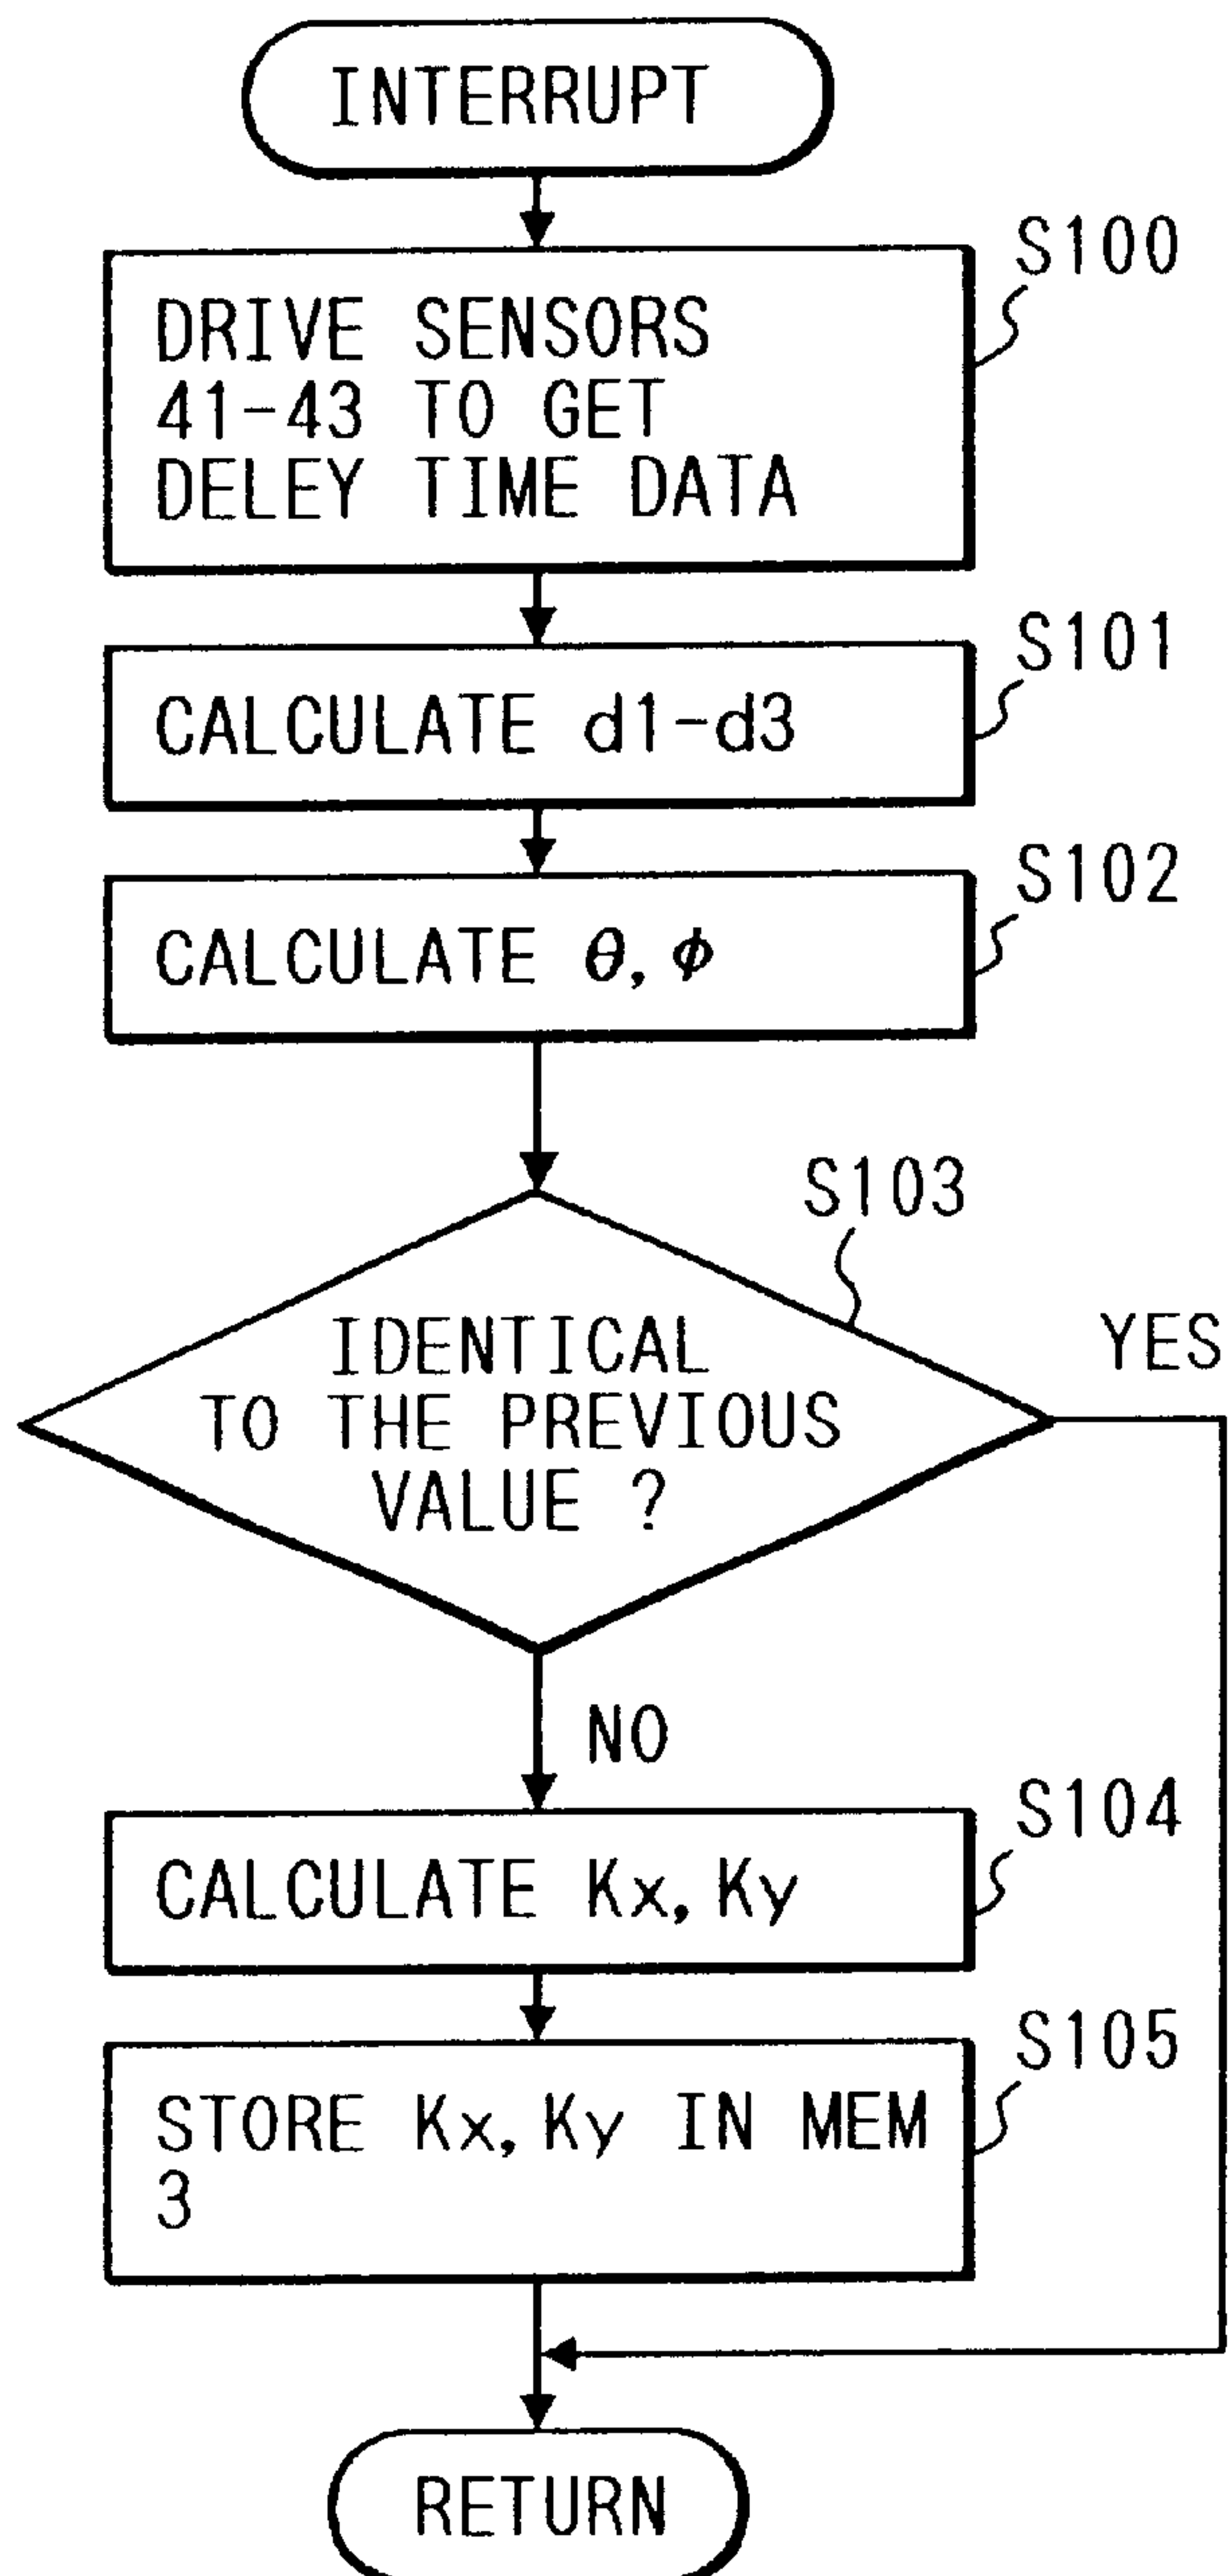 INTERRUPT
S100
DRIVE SENSORS
41-43 TO GET
DELEY TIME DATA
S101
CALCULATE d1-d3
S102
CALCULATE θ, ϕ
S103
IDENTICAL
TO THE PREVIOUS
VALUE ?
YES
NO
S104
CALCULATE Kx, Ky
S105
STORE Kx, Ky IN MEM
3
RETURN